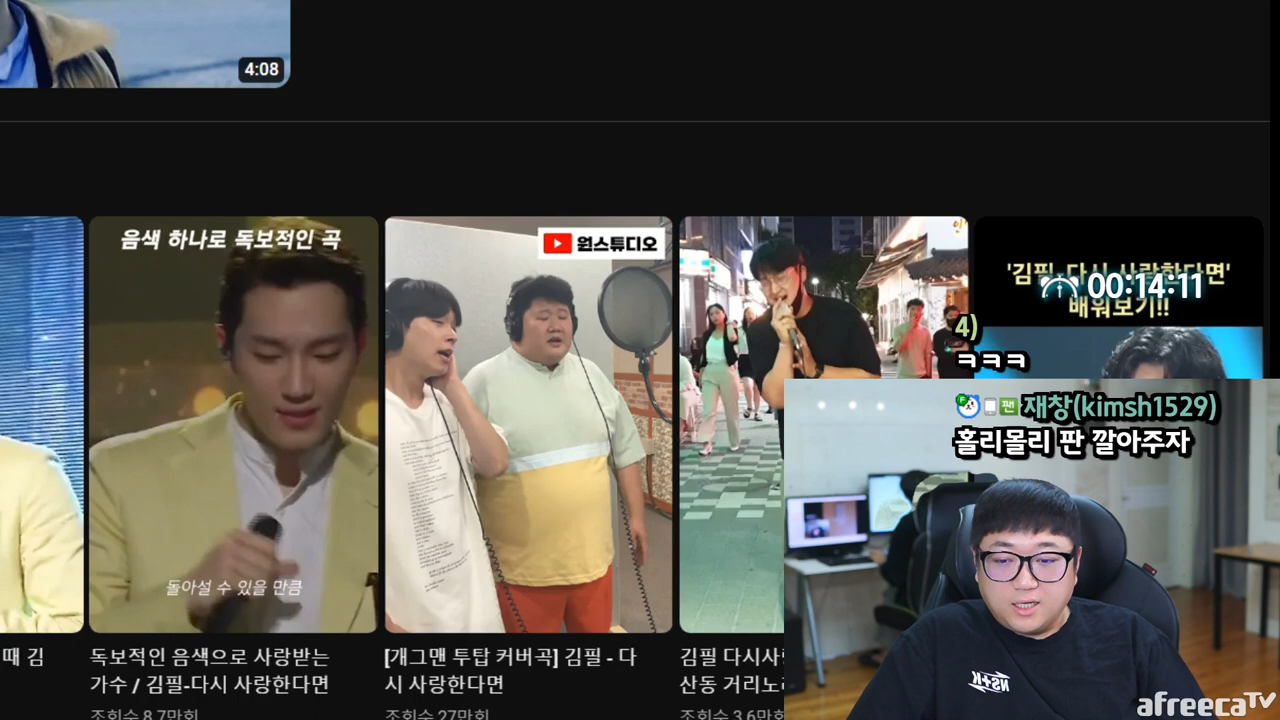 4:08
음색 하나로 독보적인 곡
돌아설 수 있을 만큼
원스튜디오
'김필-다시 사랑한다면'
배워보기!!
00:14:11
4)
ㅋㅋㅋ
재창(kimsh1529)
홀리몰리 판 깔아주자
때 김
독보적인 음색으로 사랑받는
가수 / 김필-다시 사랑한다면
조회수 8.7만회
[개그맨 투탑 커버곡] 김필 - 다
시 사랑한다면
조회수 27만회
김필 다시사
산동 거리노
조회수 3.6만회
afreecaTV